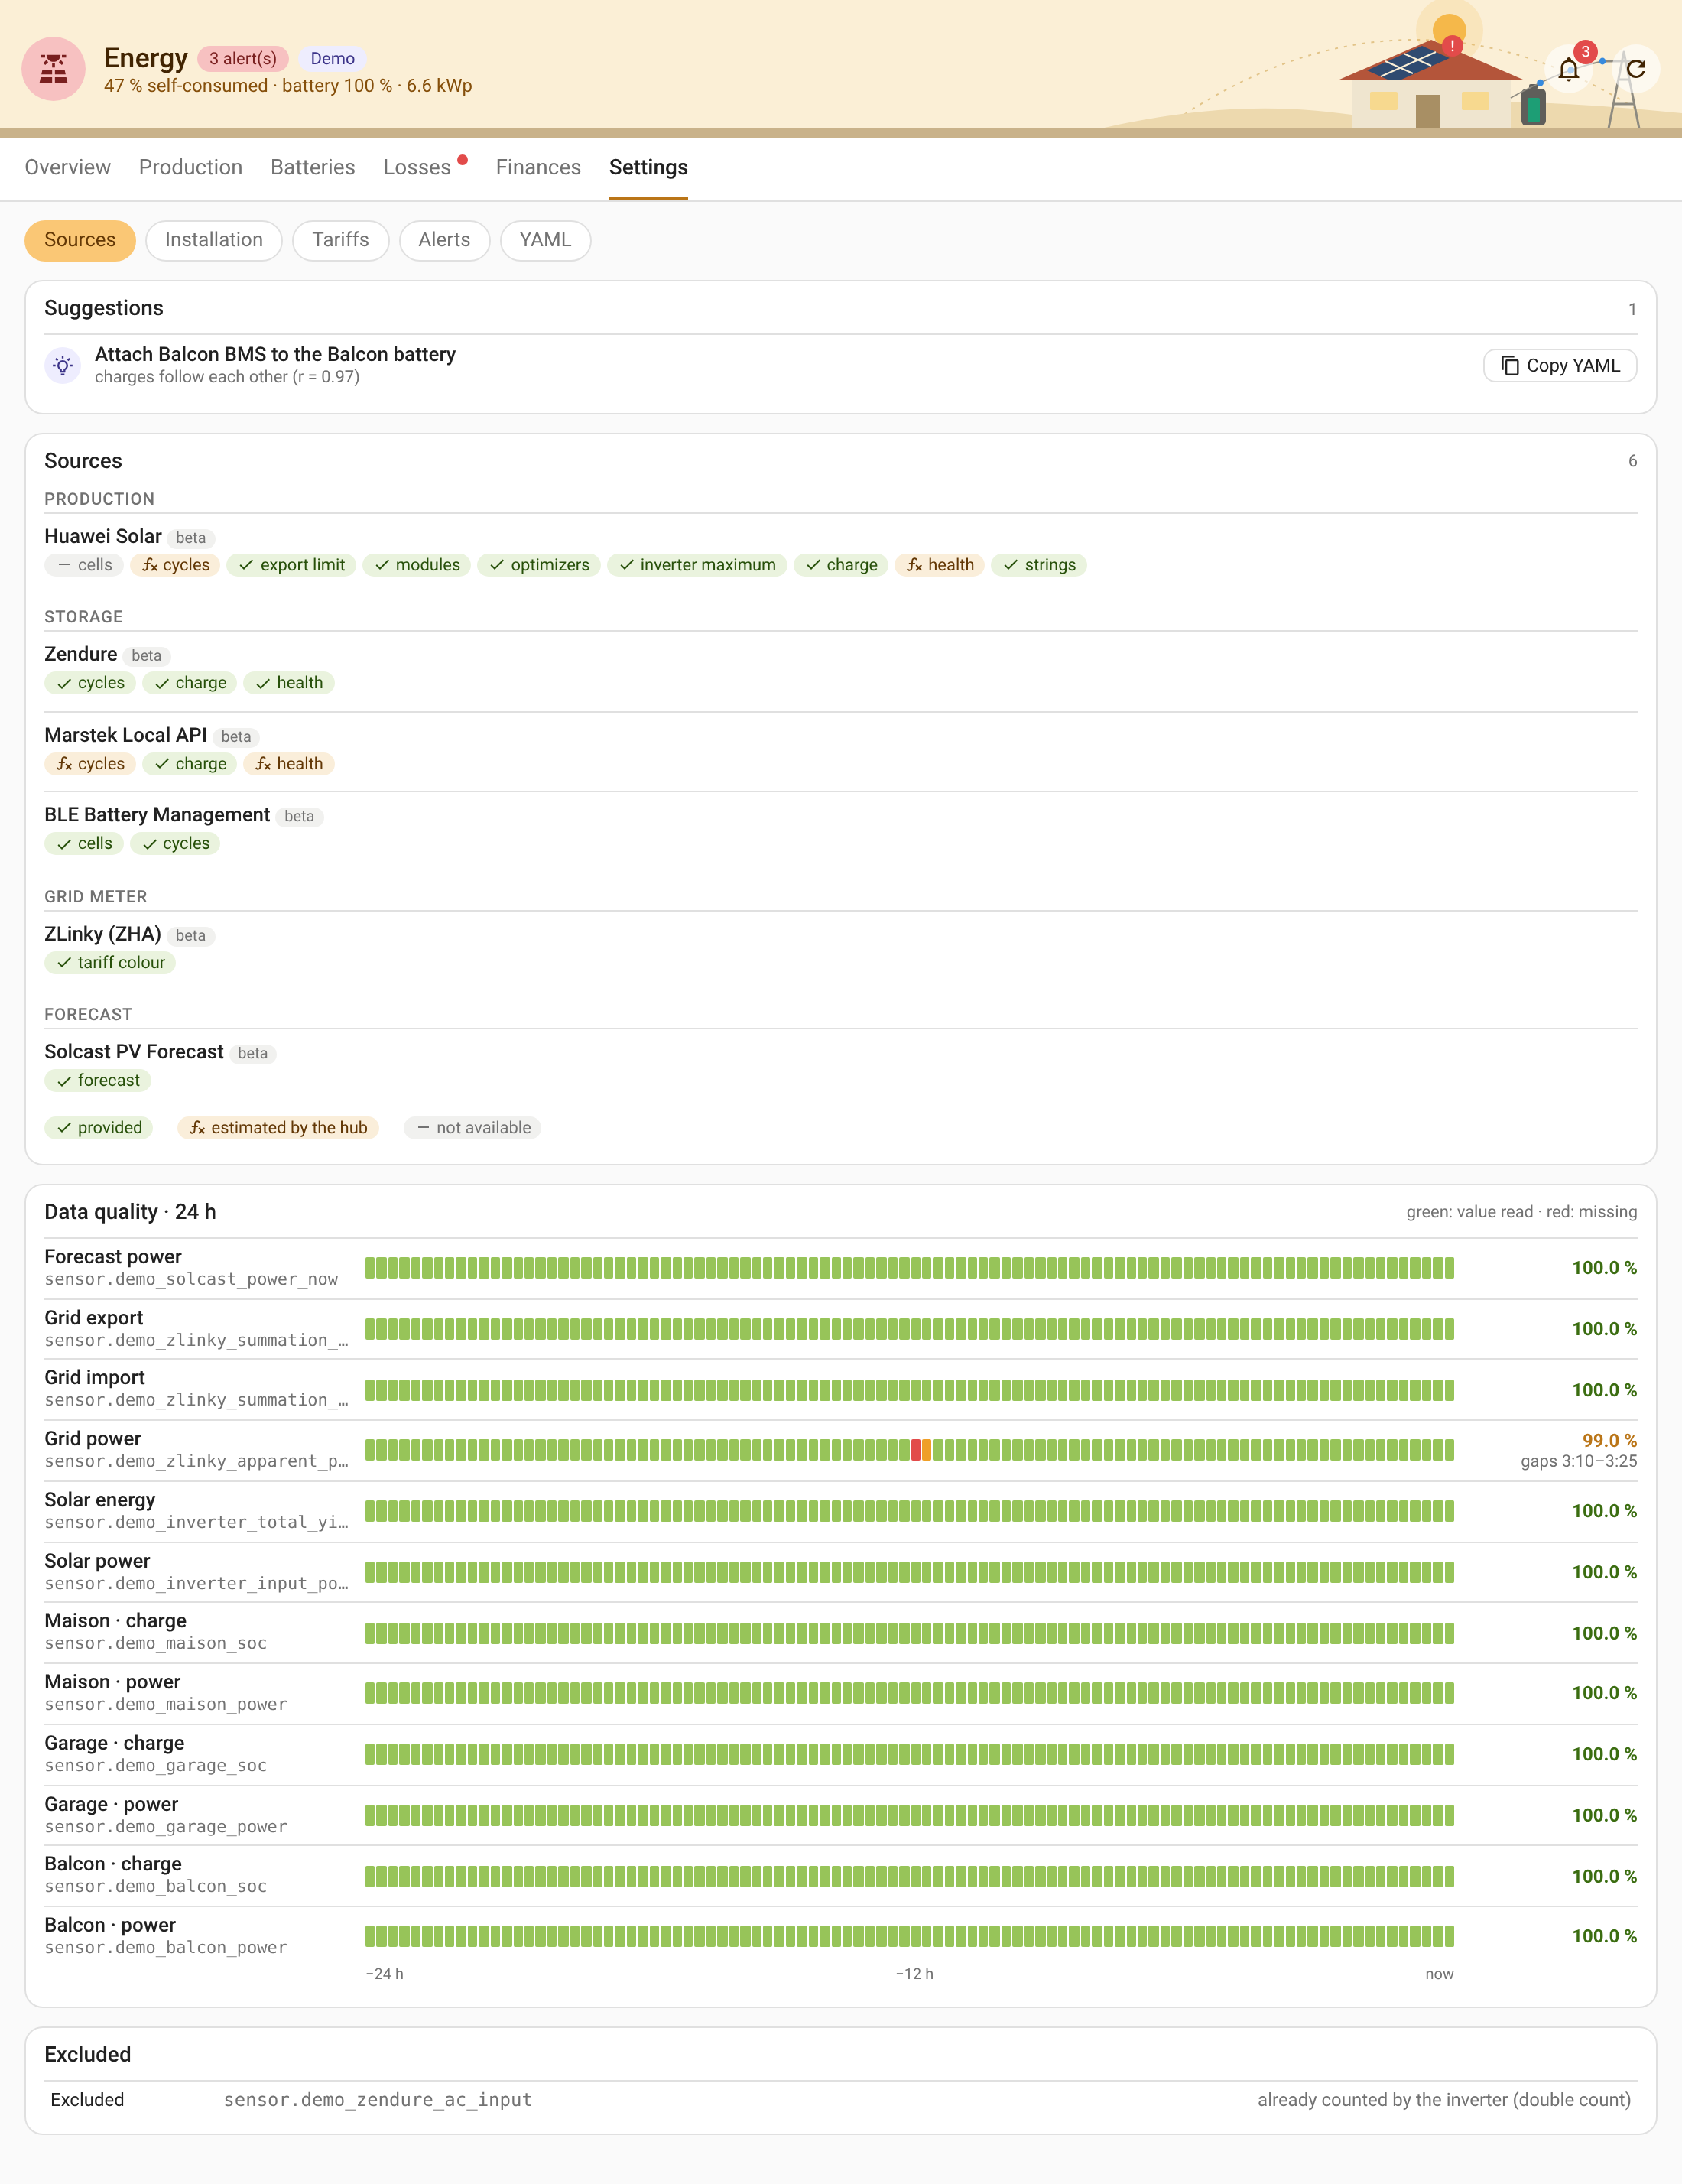 Energy 3 alert(s) Demo
47 % self-consumed · battery 100 % · 6.6 kWp
!
3
Overview Production Batteries Losses Finances Settings
Sources Installation Tariffs Alerts YAML
Suggestions 1
Attach Balcon BMS to the Balcon battery
charges follow each other (r = 0.97)
Copy YAML
Sources 6
PRODUCTION
Huawei Solar beta
cells cycles export limit modules optimizers inverter maximum charge health strings
STORAGE
Zendure beta
cycles charge health
Marstek Local API beta
cycles charge health
BLE Battery Management beta
cells cycles
GRID METER
ZLinky (ZHA) beta
tariff colour
FORECAST
Solcast PV Forecast beta
forecast
provided estimated by the hub not available
Data quality · 24 h green: value read · red: missing
Forecast power
sensor.demo_solcast_power_now
100.0 %
Grid export
sensor.demo_zlinky_summation_…
100.0 %
Grid import
sensor.demo_zlinky_summation_…
100.0 %
Grid power
sensor.demo_zlinky_apparent_p…
99.0 %
gaps 3:10–3:25
Solar energy
sensor.demo_inverter_total_yi…
100.0 %
Solar power
sensor.demo_inverter_input_po…
100.0 %
Maison · charge
sensor.demo_maison_soc
100.0 %
Maison · power
sensor.demo_maison_power
100.0 %
Garage · charge
sensor.demo_garage_soc
100.0 %
Garage · power
sensor.demo_garage_power
100.0 %
Balcon · charge
sensor.demo_balcon_soc
100.0 %
Balcon · power
sensor.demo_balcon_power
100.0 %
−24 h −12 h now
Excluded
Excluded sensor.demo_zendure_ac_input already counted by the inverter (double count)